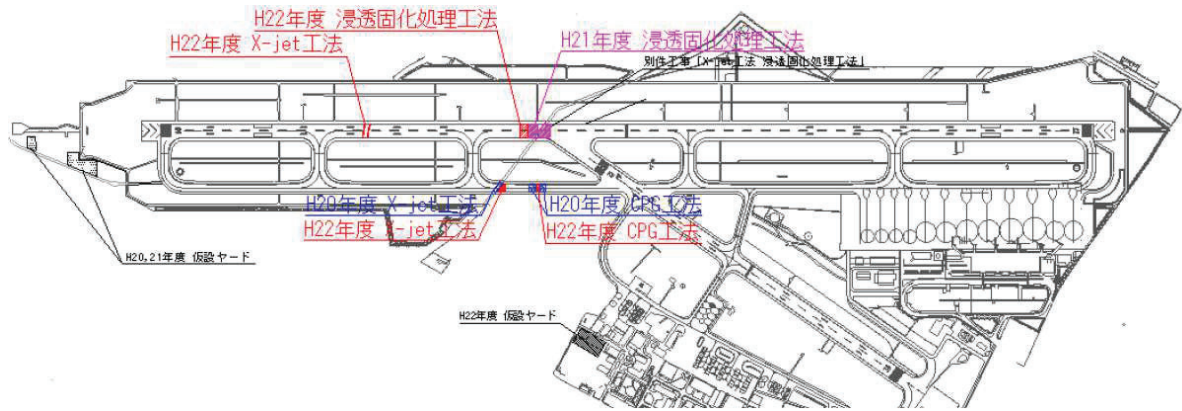 H22年度 浸透固化処理工法
H22年度 X-jet工法
H21年度 浸透固化処理工法
別件工事「X-jet工法 浸透固化処理工法」
H20年度 X-jet工法
H20年度 CPG工法
H22年度 X-jet工法
H22年度 CPG工法
H20,21年度 仮設ヤード
H22年度 仮設ヤード